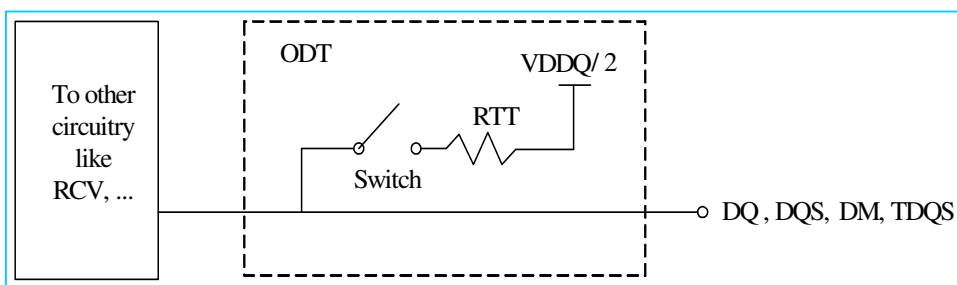 To other
circuitry
like
RCV, ...
ODT
VDDQ/ 2
RTT
Switch
DQ , DQS, DM, TDQS